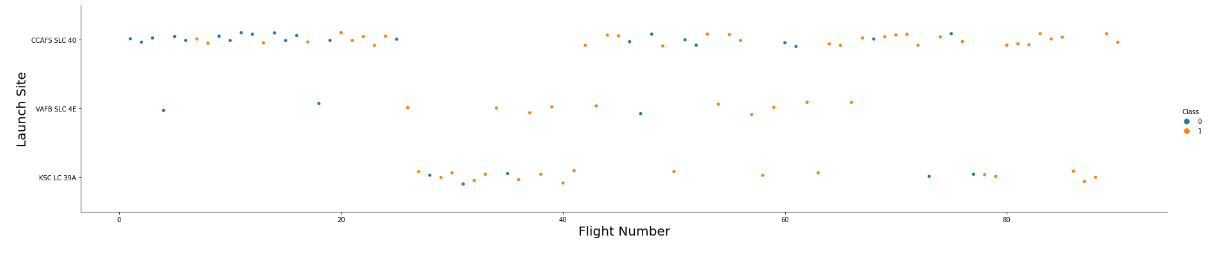 CCAFS SLC 40
VAFB SLC 4E
KSC LC 39A
Launch Site
0 20 40 60 80
Flight Number
Class
0
1